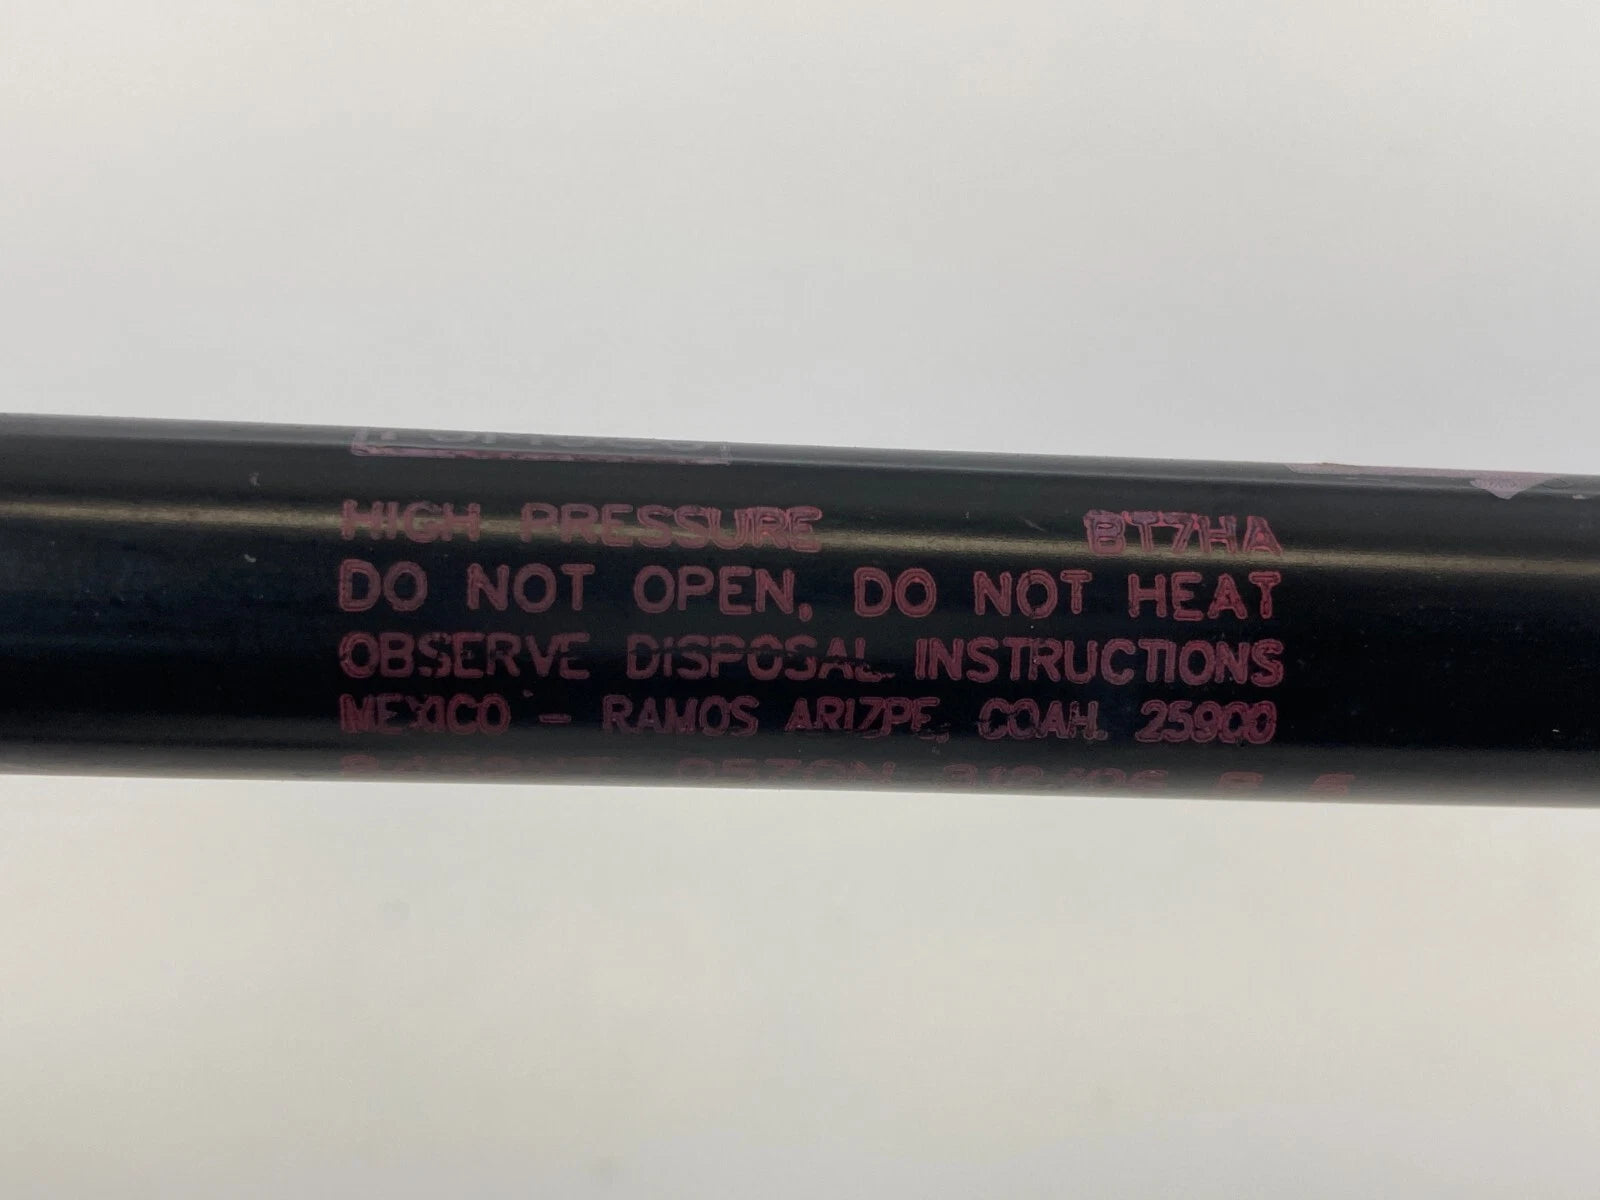 HIGH PRESSURE BT7HA
DO NOT OPEN, DO NOT HEAT
OBSERVE DISPOSAL INSTRUCTIONS
MEXICO - RAMOS ARIZPE, COAH. 25900